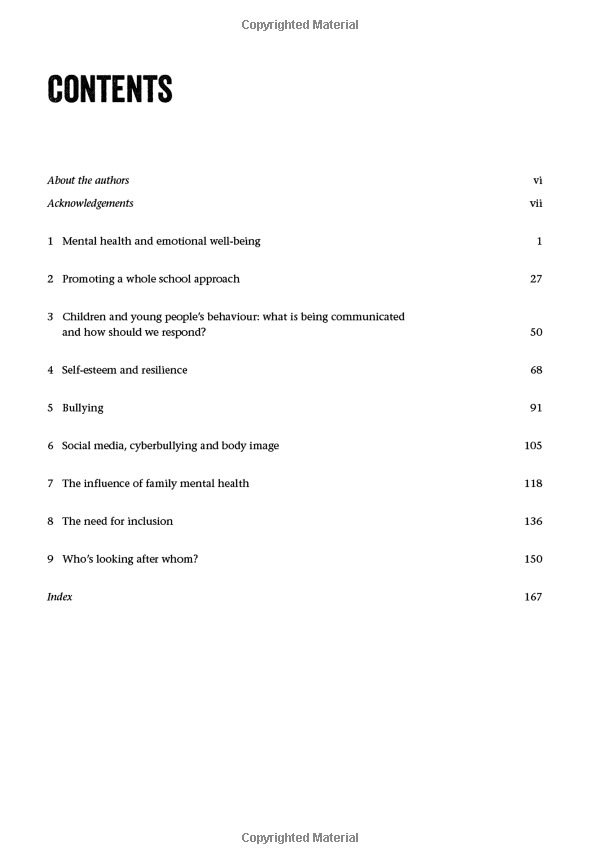 Copyrighted Material
CONTENTS
About the authors vi
Acknowledgements vii
1 Mental health and emotional well-being 1
2 Promoting a whole school approach 27
3 Children and young people's behaviour: what is being communicated
and how should we respond? 50
4 Self-esteem and resilience 68
5 Bullying 91
6 Social media, cyberbullying and body image 105
7 The influence of family mental health 118
8 The need for inclusion 136
9 Who's looking after whom? 150
Index 167
Copyrighted Material